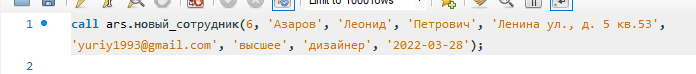 Limit to 1000 rows
1 call ars.новый_сотрудник(6, 'Азаров', 'Леонид', 'Петрович', 'Ленина ул., д. 5 кв.53',
'yuriy1993@gmail.com', 'высшее', 'дизайнер', '2022-03-28');
2